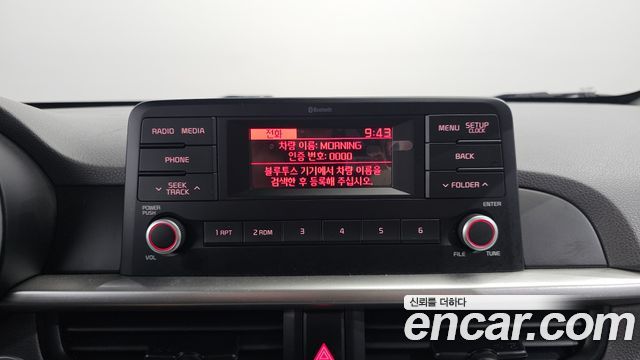 Bluetooth
RADIO MEDIA
PHONE
SEEK
TRACK
POWER
PUSH
VOL
전화 9:43
차량 이름: MORNING
인증 번호: 0000
블루투스 기기에서 차량 이름을
검색한 후 등록해 주십시오.
MENU SETUP
CLOCK
BACK
FOLDER
ENTER
FILE TUNE
1 RPT 2 RDM 3 4 5 6
신뢰를 더하다
encar.com